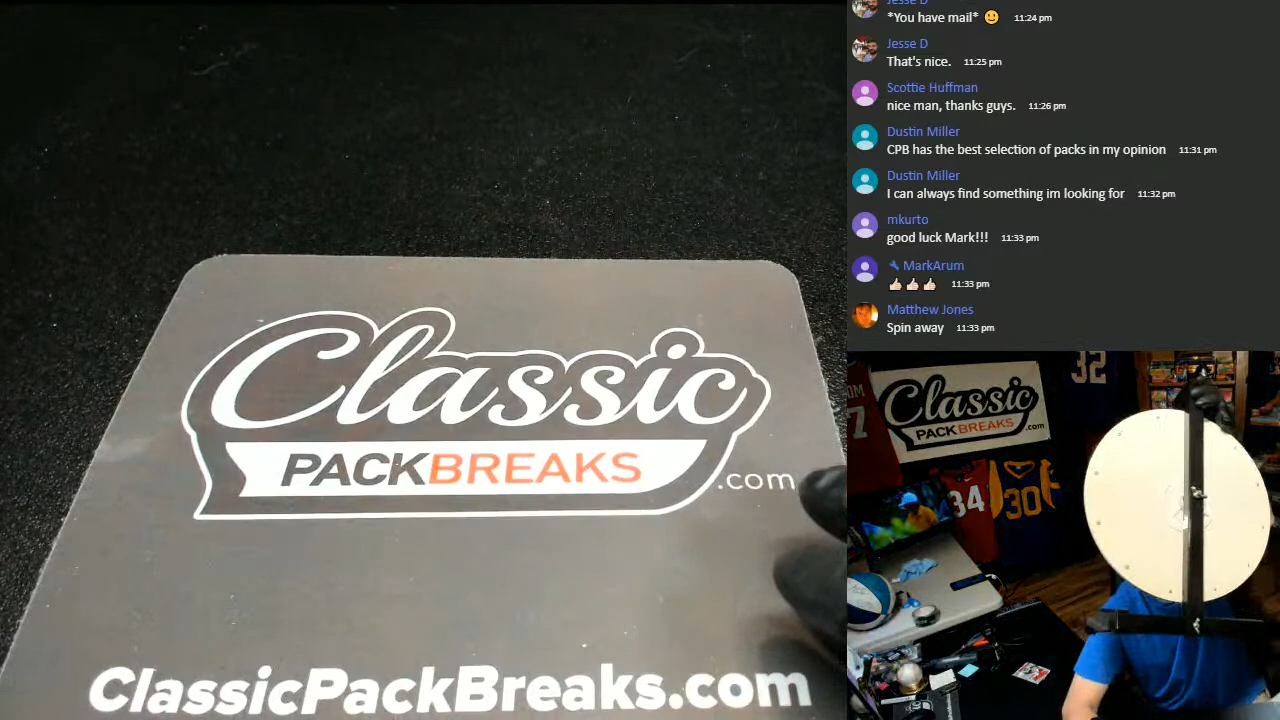 Classic
PACKBREAKS
.com
ClassicPackBreaks.com
*You have mail* 🙂 11:24 pm
Jesse D
That's nice. 11:25 pm
Scottie Huffman
nice man, thanks guys. 11:26 pm
Dustin Miller
CPB has the best selection of packs in my opinion 11:31 pm
Dustin Miller
I can always find something im looking for 11:32 pm
mkurto
good luck Mark!!! 11:33 pm
MarkArum
👍🏻👍🏻👍🏻 11:33 pm
Matthew Jones
Spin away 11:33 pm
Classic
PACKBREAKS
.com
32
7
34
30